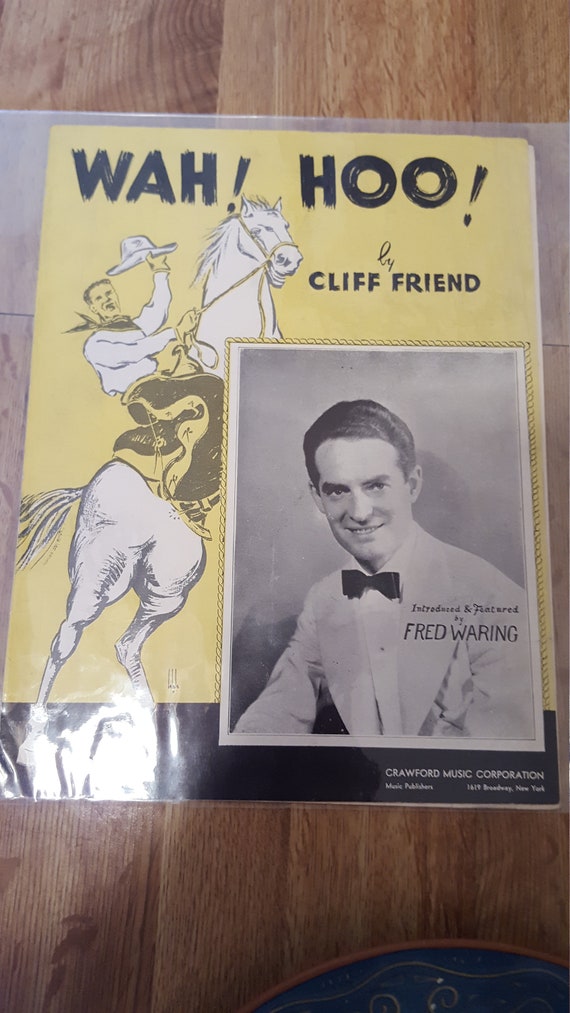 WAH! HOO!
by
CLIFF FRIEND
Introduced & Featured
by
FRED WARING
CRAWFORD MUSIC CORPORATION
Music Publishers 1619 Broadway, New York